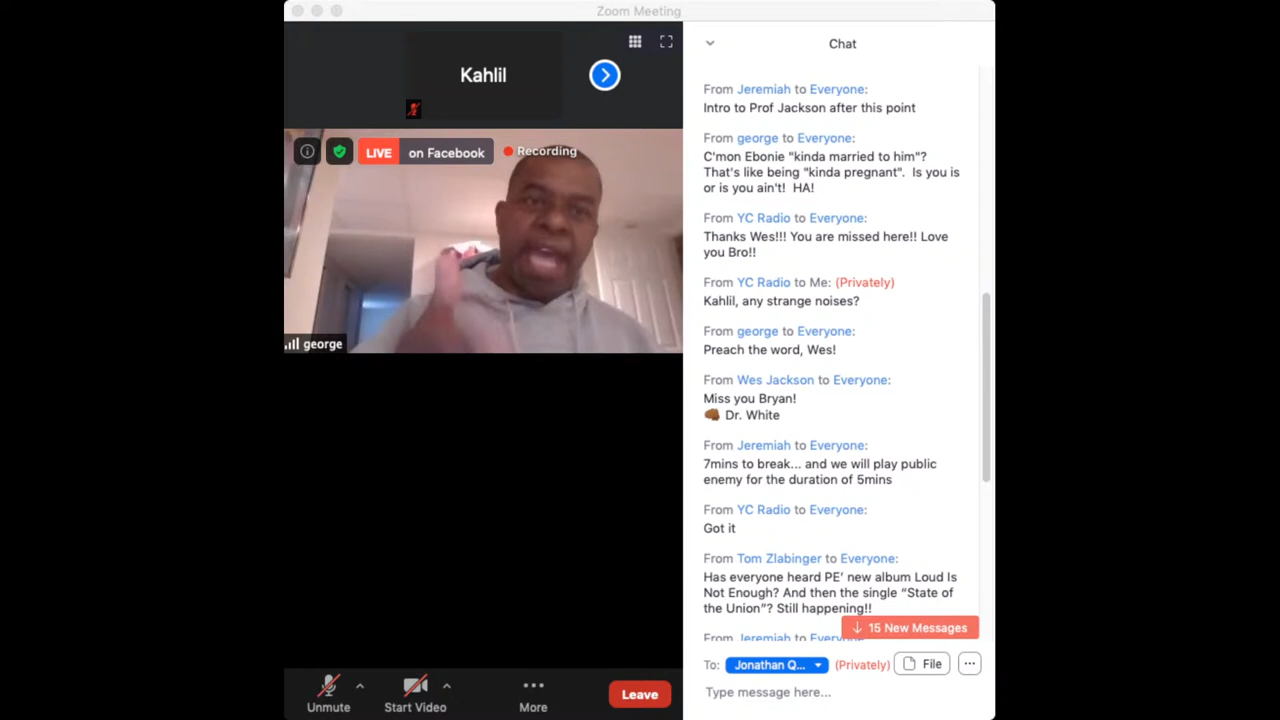 Zoom Meeting
Kahlil
LIVE on Facebook
Recording
george
Unmute
Start Video
More
Leave
Chat
From Jeremiah to Everyone:
Intro to Prof Jackson after this point
From george to Everyone:
C'mon Ebonie "kinda married to him"?
That's like being "kinda pregnant". Is you is
or is you ain't! HA!
From YC Radio to Everyone:
Thanks Wes!!! You are missed here!! Love
you Bro!!
From YC Radio to Me: (Privately)
Kahlil, any strange noises?
From george to Everyone:
Preach the word, Wes!
From Wes Jackson to Everyone:
Miss you Bryan!
👊🏾 Dr. White
From Jeremiah to Everyone:
7mins to break... and we will play public
enemy for the duration of 5mins
From YC Radio to Everyone:
Got it
From Tom Zlabinger to Everyone:
Has everyone heard PE’ new album Loud Is
Not Enough? And then the single “State of
the Union”? Still happening!!
15 New Messages
From Jeremiah to Everyone
To: Jonathan Q... (Privately) File
Type message here...